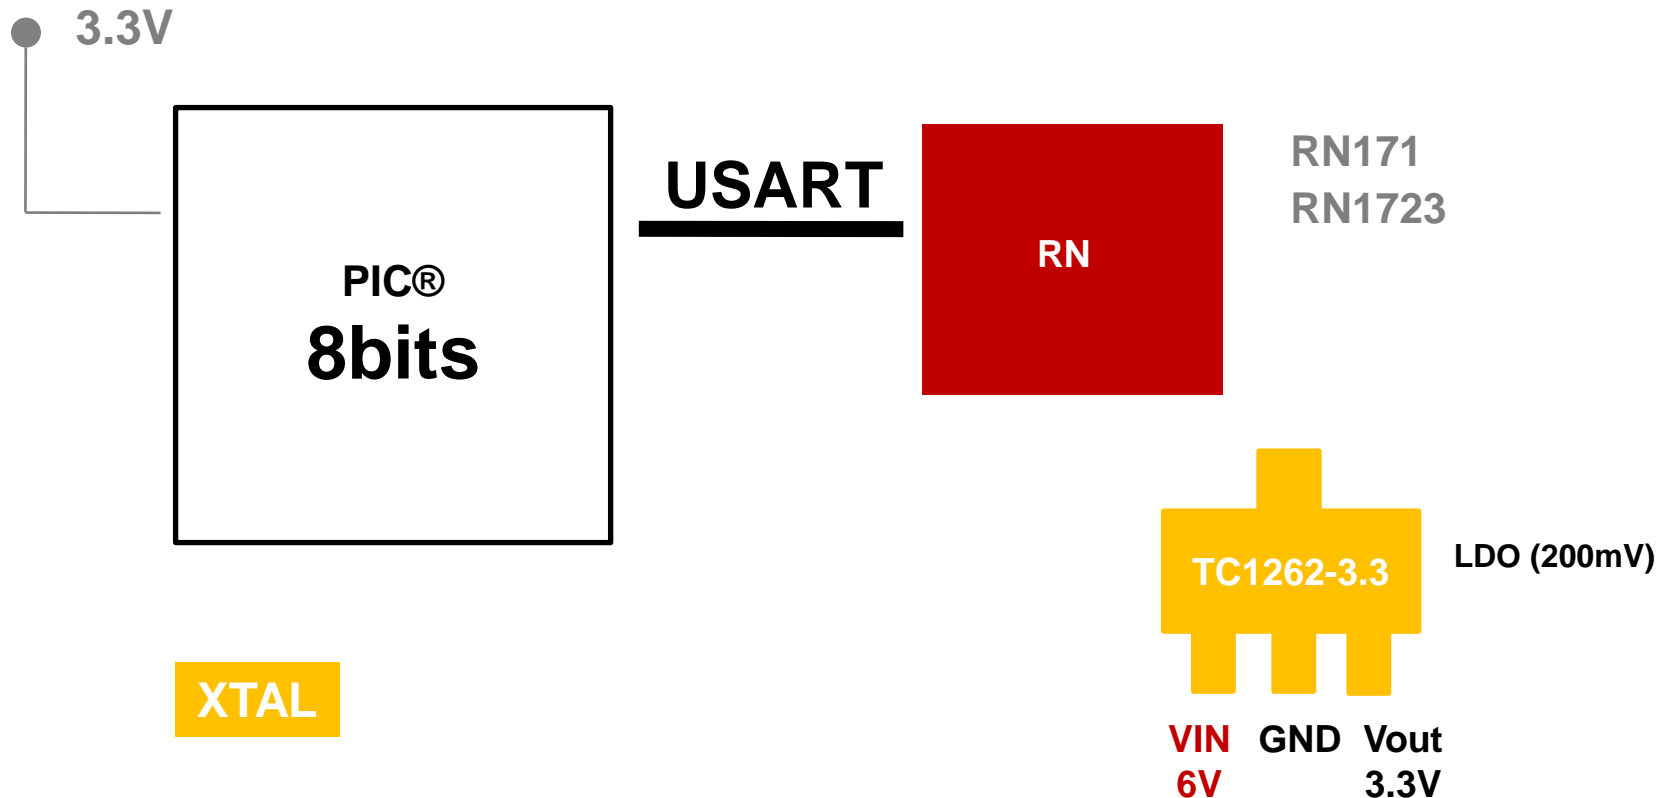 3.3V
USART
RN171
RN1723
RN
PIC®
8bits
TC1262-3.3
LDO (200mV)
XTAL
VIN GND Vout
6V 3.3V